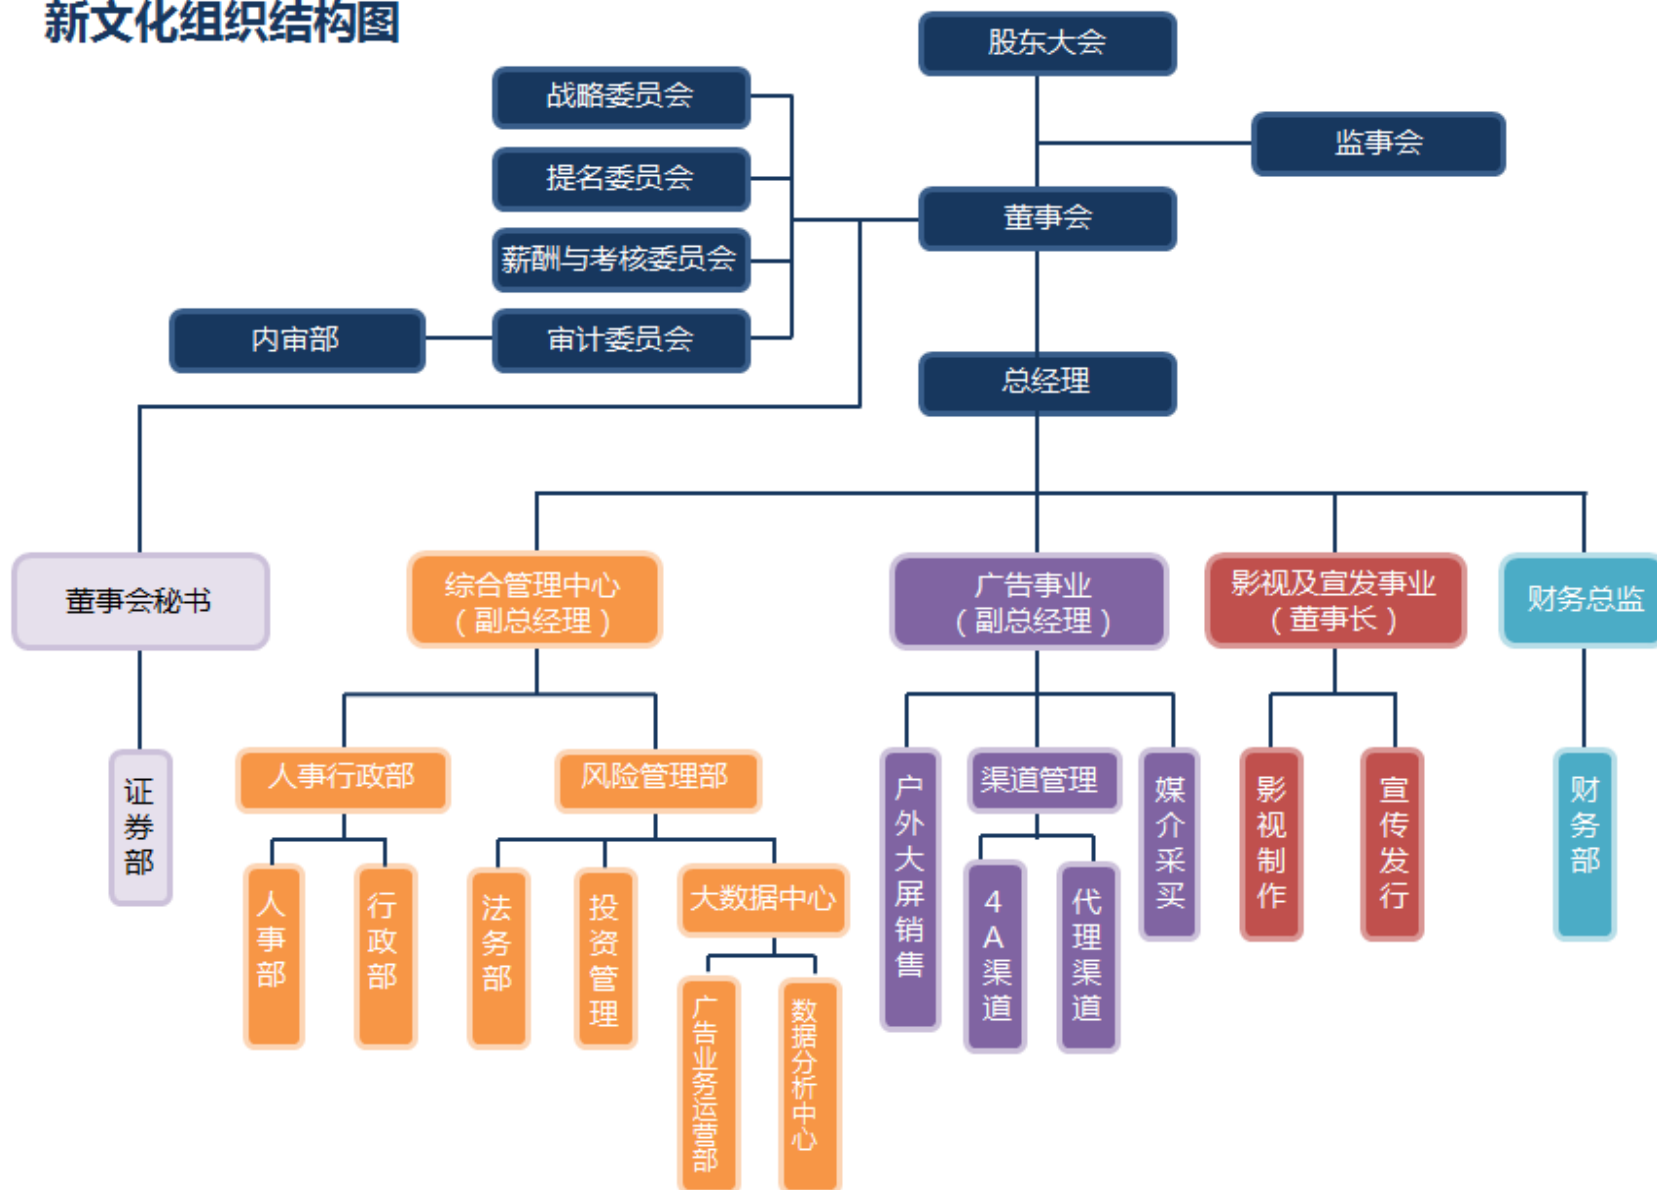 新文化组织结构图
股东大会
战略委员会
监事会
提名委员会
董事会
薪酬与考核委员会
内审部
审计委员会
总经理
董事会秘书
综合管理中心
（副总经理）
广告事业
（副总经理）
影视及宣发事业
（董事长）
财务总监
证券部
人事行政部
风险管理部
户外大屏销售
渠道管理
媒介采买
影视制作
宣传发行
财务部
人事部
行政部
法务部
投资管理
大数据中心
4A渠道
代理渠道
广告业务运营部
数据分析中心